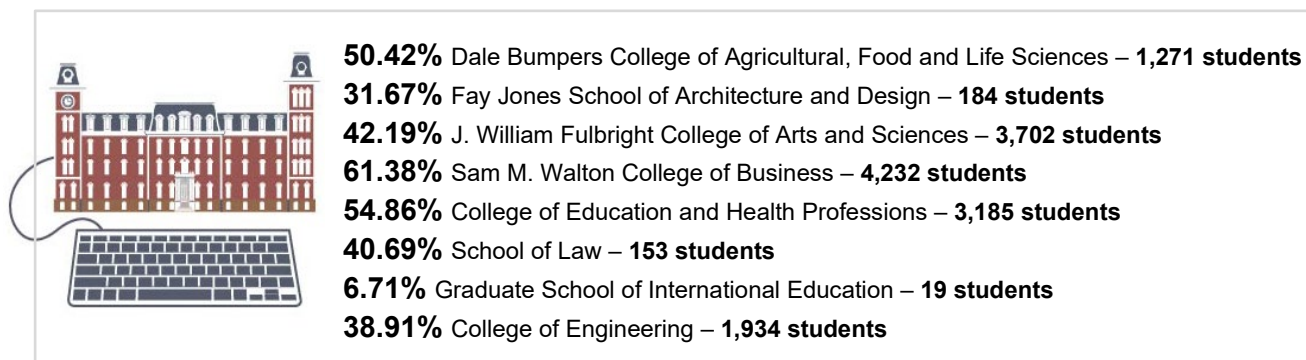 50.42% Dale Bumpers College of Agricultural, Food and Life Sciences – 1,271 students
31.67% Fay Jones School of Architecture and Design – 184 students
42.19% J. William Fulbright College of Arts and Sciences – 3,702 students
61.38% Sam M. Walton College of Business – 4,232 students
54.86% College of Education and Health Professions – 3,185 students
40.69% School of Law – 153 students
6.71% Graduate School of International Education – 19 students
38.91% College of Engineering – 1,934 students